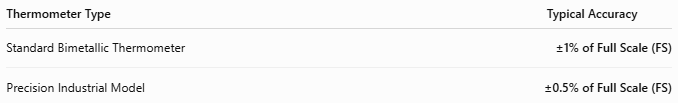 Thermometer Type Typical Accuracy
Standard Bimetallic Thermometer ±1% of Full Scale (FS)
Precision Industrial Model ±0.5% of Full Scale (FS)